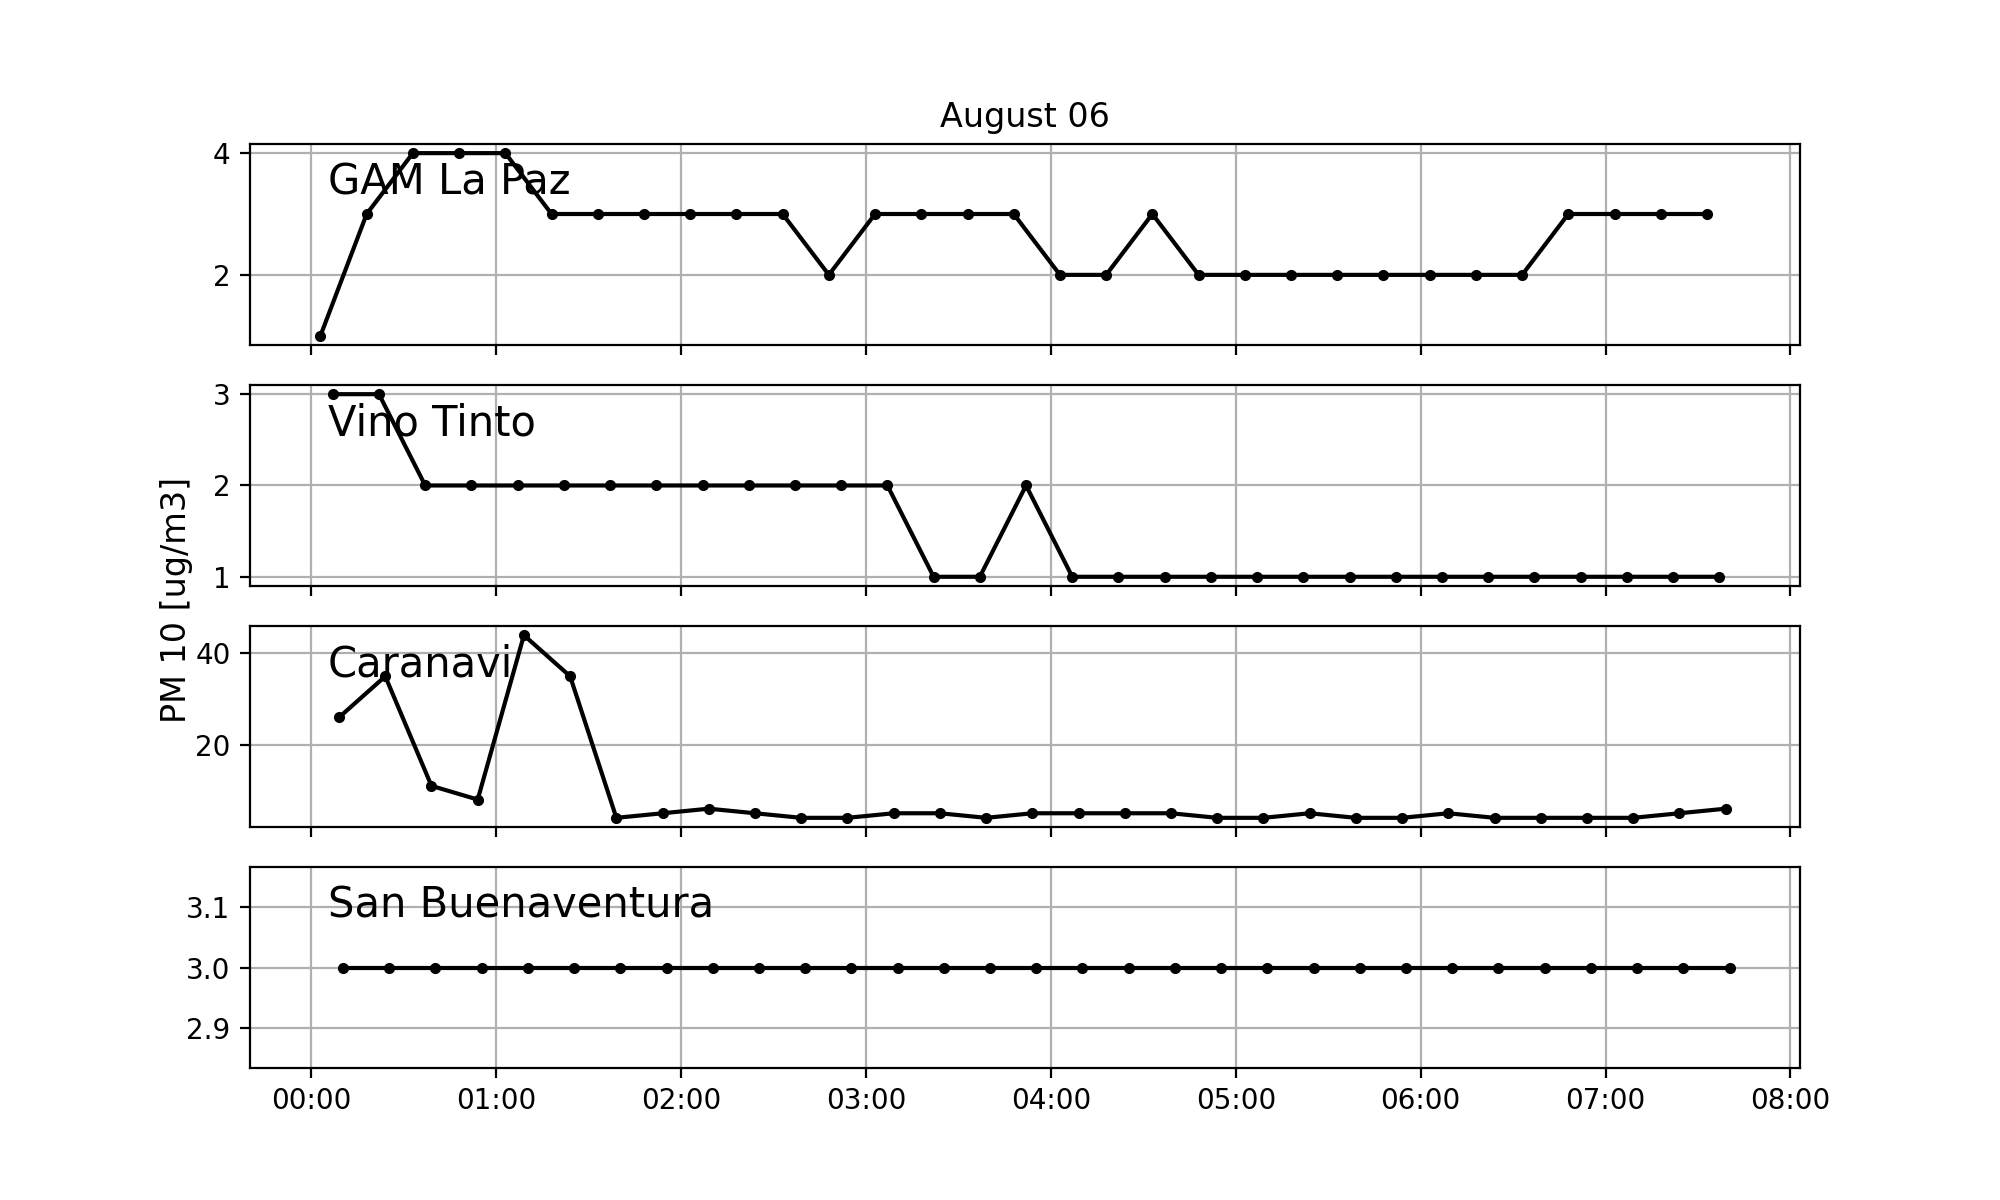 August 06
4
GAM La Paz
2
3
Vino Tinto
2
1
PM 10 [ug/m3]
40
Caranavi
20
San Buenaventura
3.1
3.0
2.9
00:00 01:00 02:00 03:00 04:00 05:00 06:00 07:00 08:00